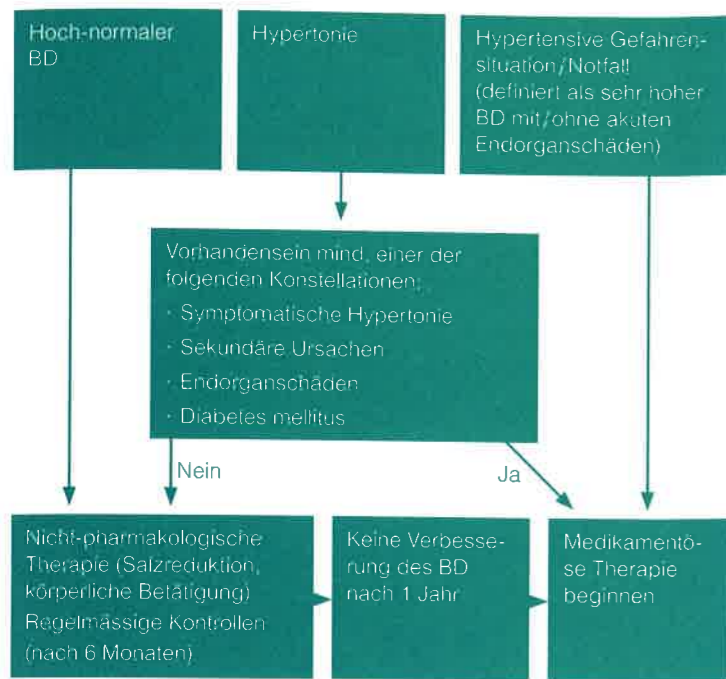 Hoch-normaler
BD
Hypertonie
Hypertensive Gefahren-
situation/Notfall
(definiert als sehr hoher
BD mit/ohne akuten
Endorganschäden)
Vorhandensein mind. einer der
folgenden Konstellationen:
· Symptomatische Hypertonie
· Sekundäre Ursachen
· Endorganschäden
· Diabetes mellitus
Nein
Ja
Nicht-pharmakologische
Therapie (Salzreduktion,
körperliche Betätigung)
Regelmässige Kontrollen
(nach 6 Monaten)
Keine Verbesse-
rung des BD
nach 1 Jahr
Medikamentö-
se Therapie
beginnen